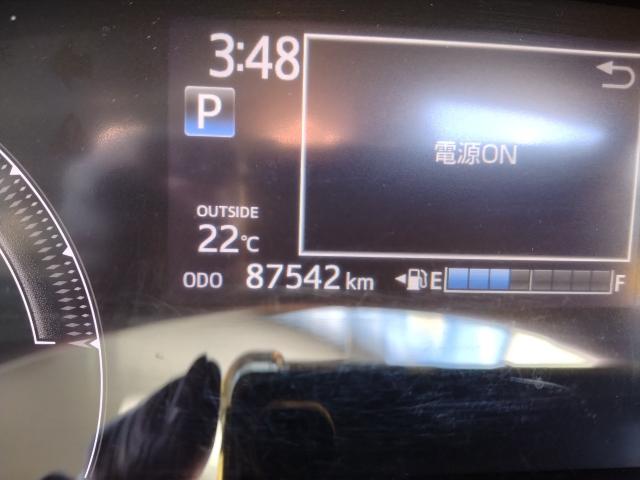 3:48
P
電源ON
OUTSIDE
22℃
ODO 87542 km
E F